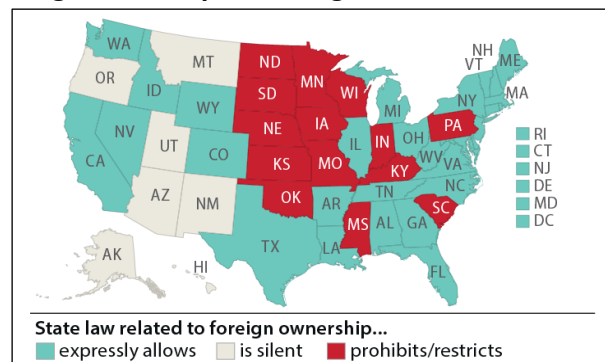 WA
MT
ND
MN
NH
VT
ME
OR
ID
SD
WI
MI
NY
MA
WY
NE
IA
PA
RI
NV
UT
CO
IL
IN
OH
CT
CA
KS
MO
KY
WV
VA
NJ
AZ
NM
OK
AR
TN
NC
DE
MS
AL
GA
SC
MD
DC
AK
HI
TX
LA
FL
State law related to foreign ownership...
expressly allows is silent prohibits/restricts